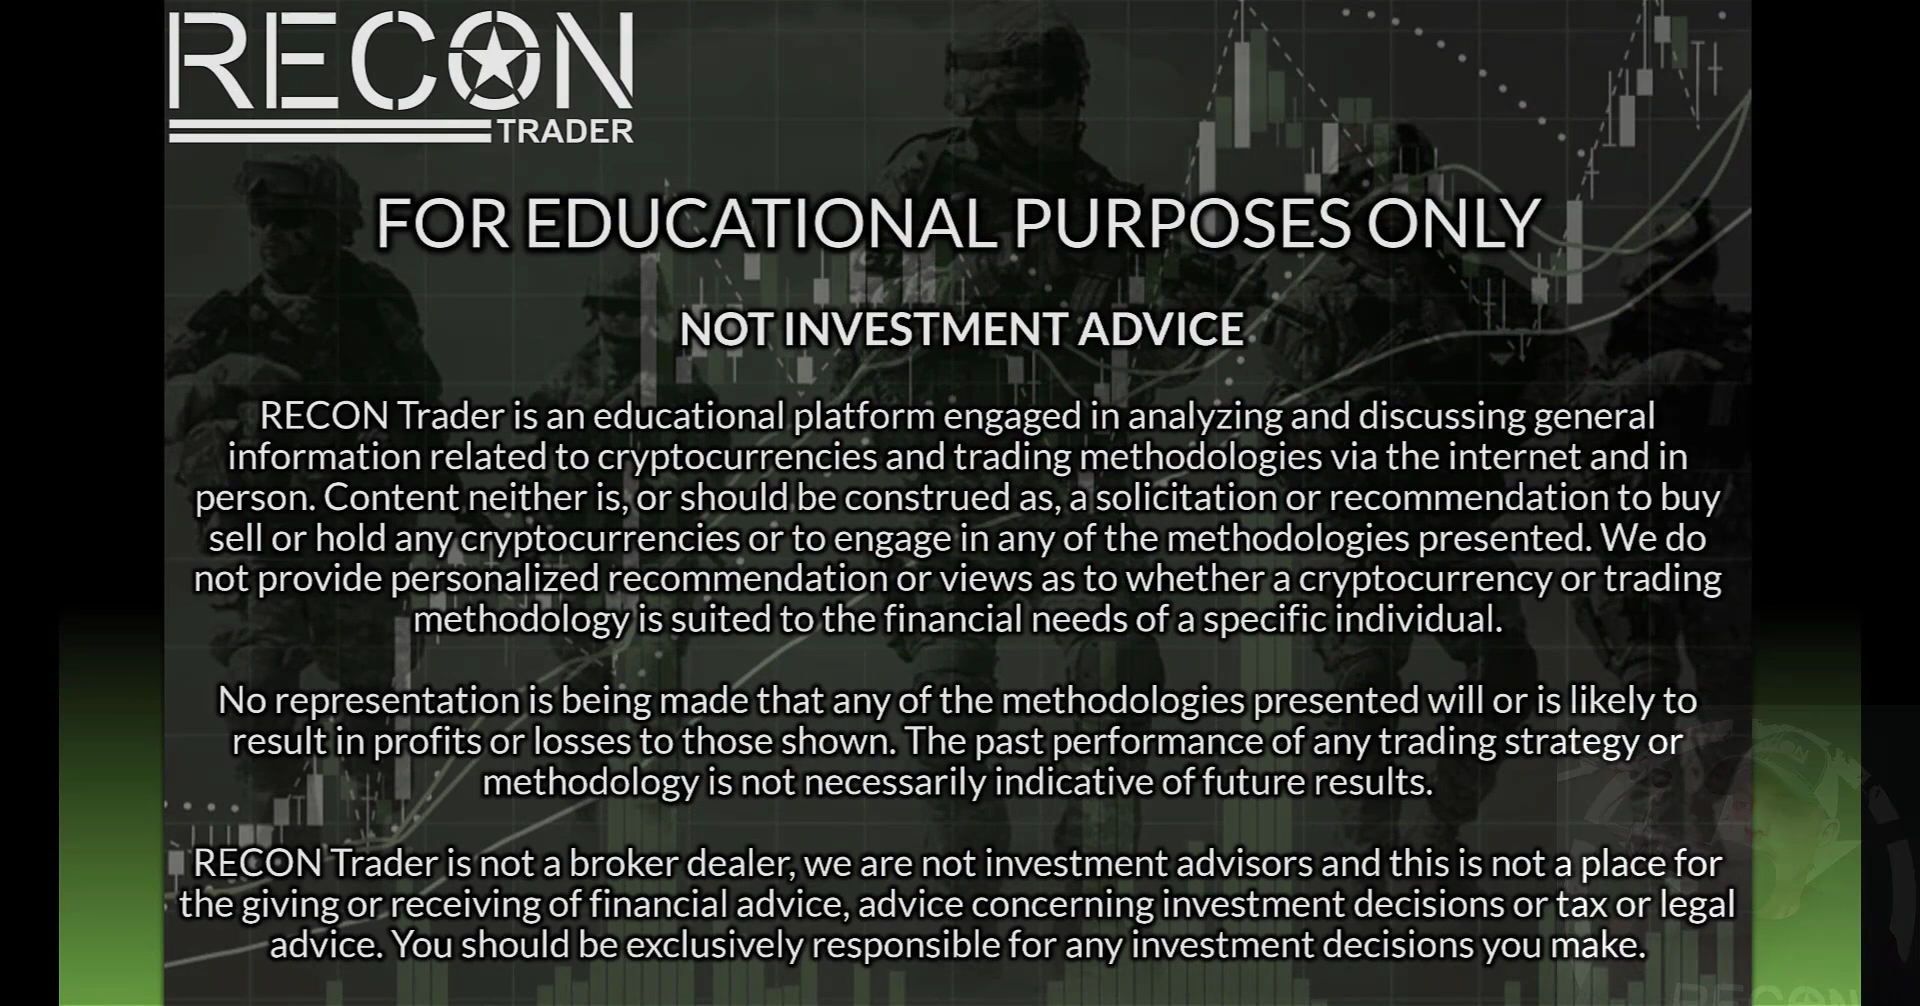 RECON
TRADER
FOR EDUCATIONAL PURPOSES ONLY
NOT INVESTMENT ADVICE
RECON Trader is an educational platform engaged in analyzing and discussing general
information related to cryptocurrencies and trading methodologies via the internet and in
person. Content neither is, or should be construed as, a solicitation or recommendation to buy
sell or hold any cryptocurrencies or to engage in any of the methodologies presented. We do
not provide personalized recommendation or views as to whether a cryptocurrency or trading
methodology is suited to the financial needs of a specific individual.
No representation is being made that any of the methodologies presented will or is likely to
result in profits or losses to those shown. The past performance of any trading strategy or
methodology is not necessarily indicative of future results.
RECON Trader is not a broker dealer, we are not investment advisors and this is not a place for
the giving or receiving of financial advice, advice concerning investment decisions or tax or legal
advice. You should be exclusively responsible for any investment decisions you make.
RECON